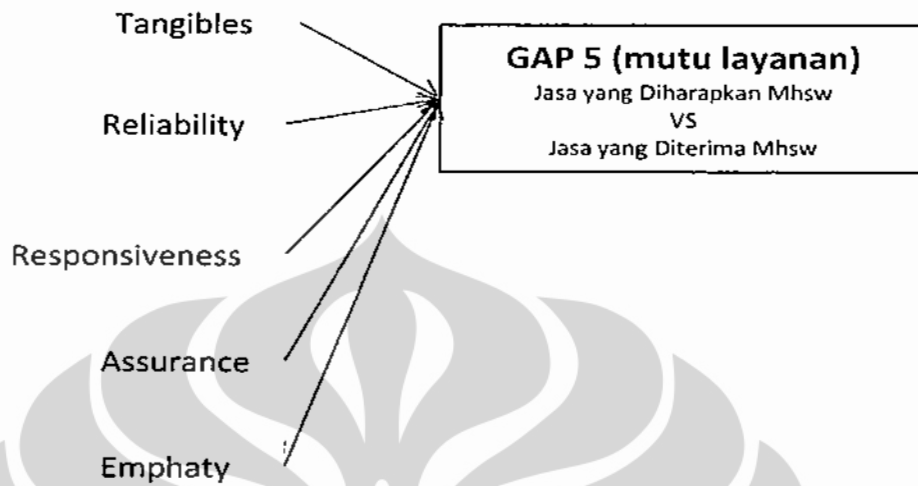 Tangibles
GAP 5 (mutu layanan)
Jasa yang Diharapkan Mhsw
VS
Jasa yang Diterima Mhsw
Reliability
Responsiveness
Assurance
Emphaty